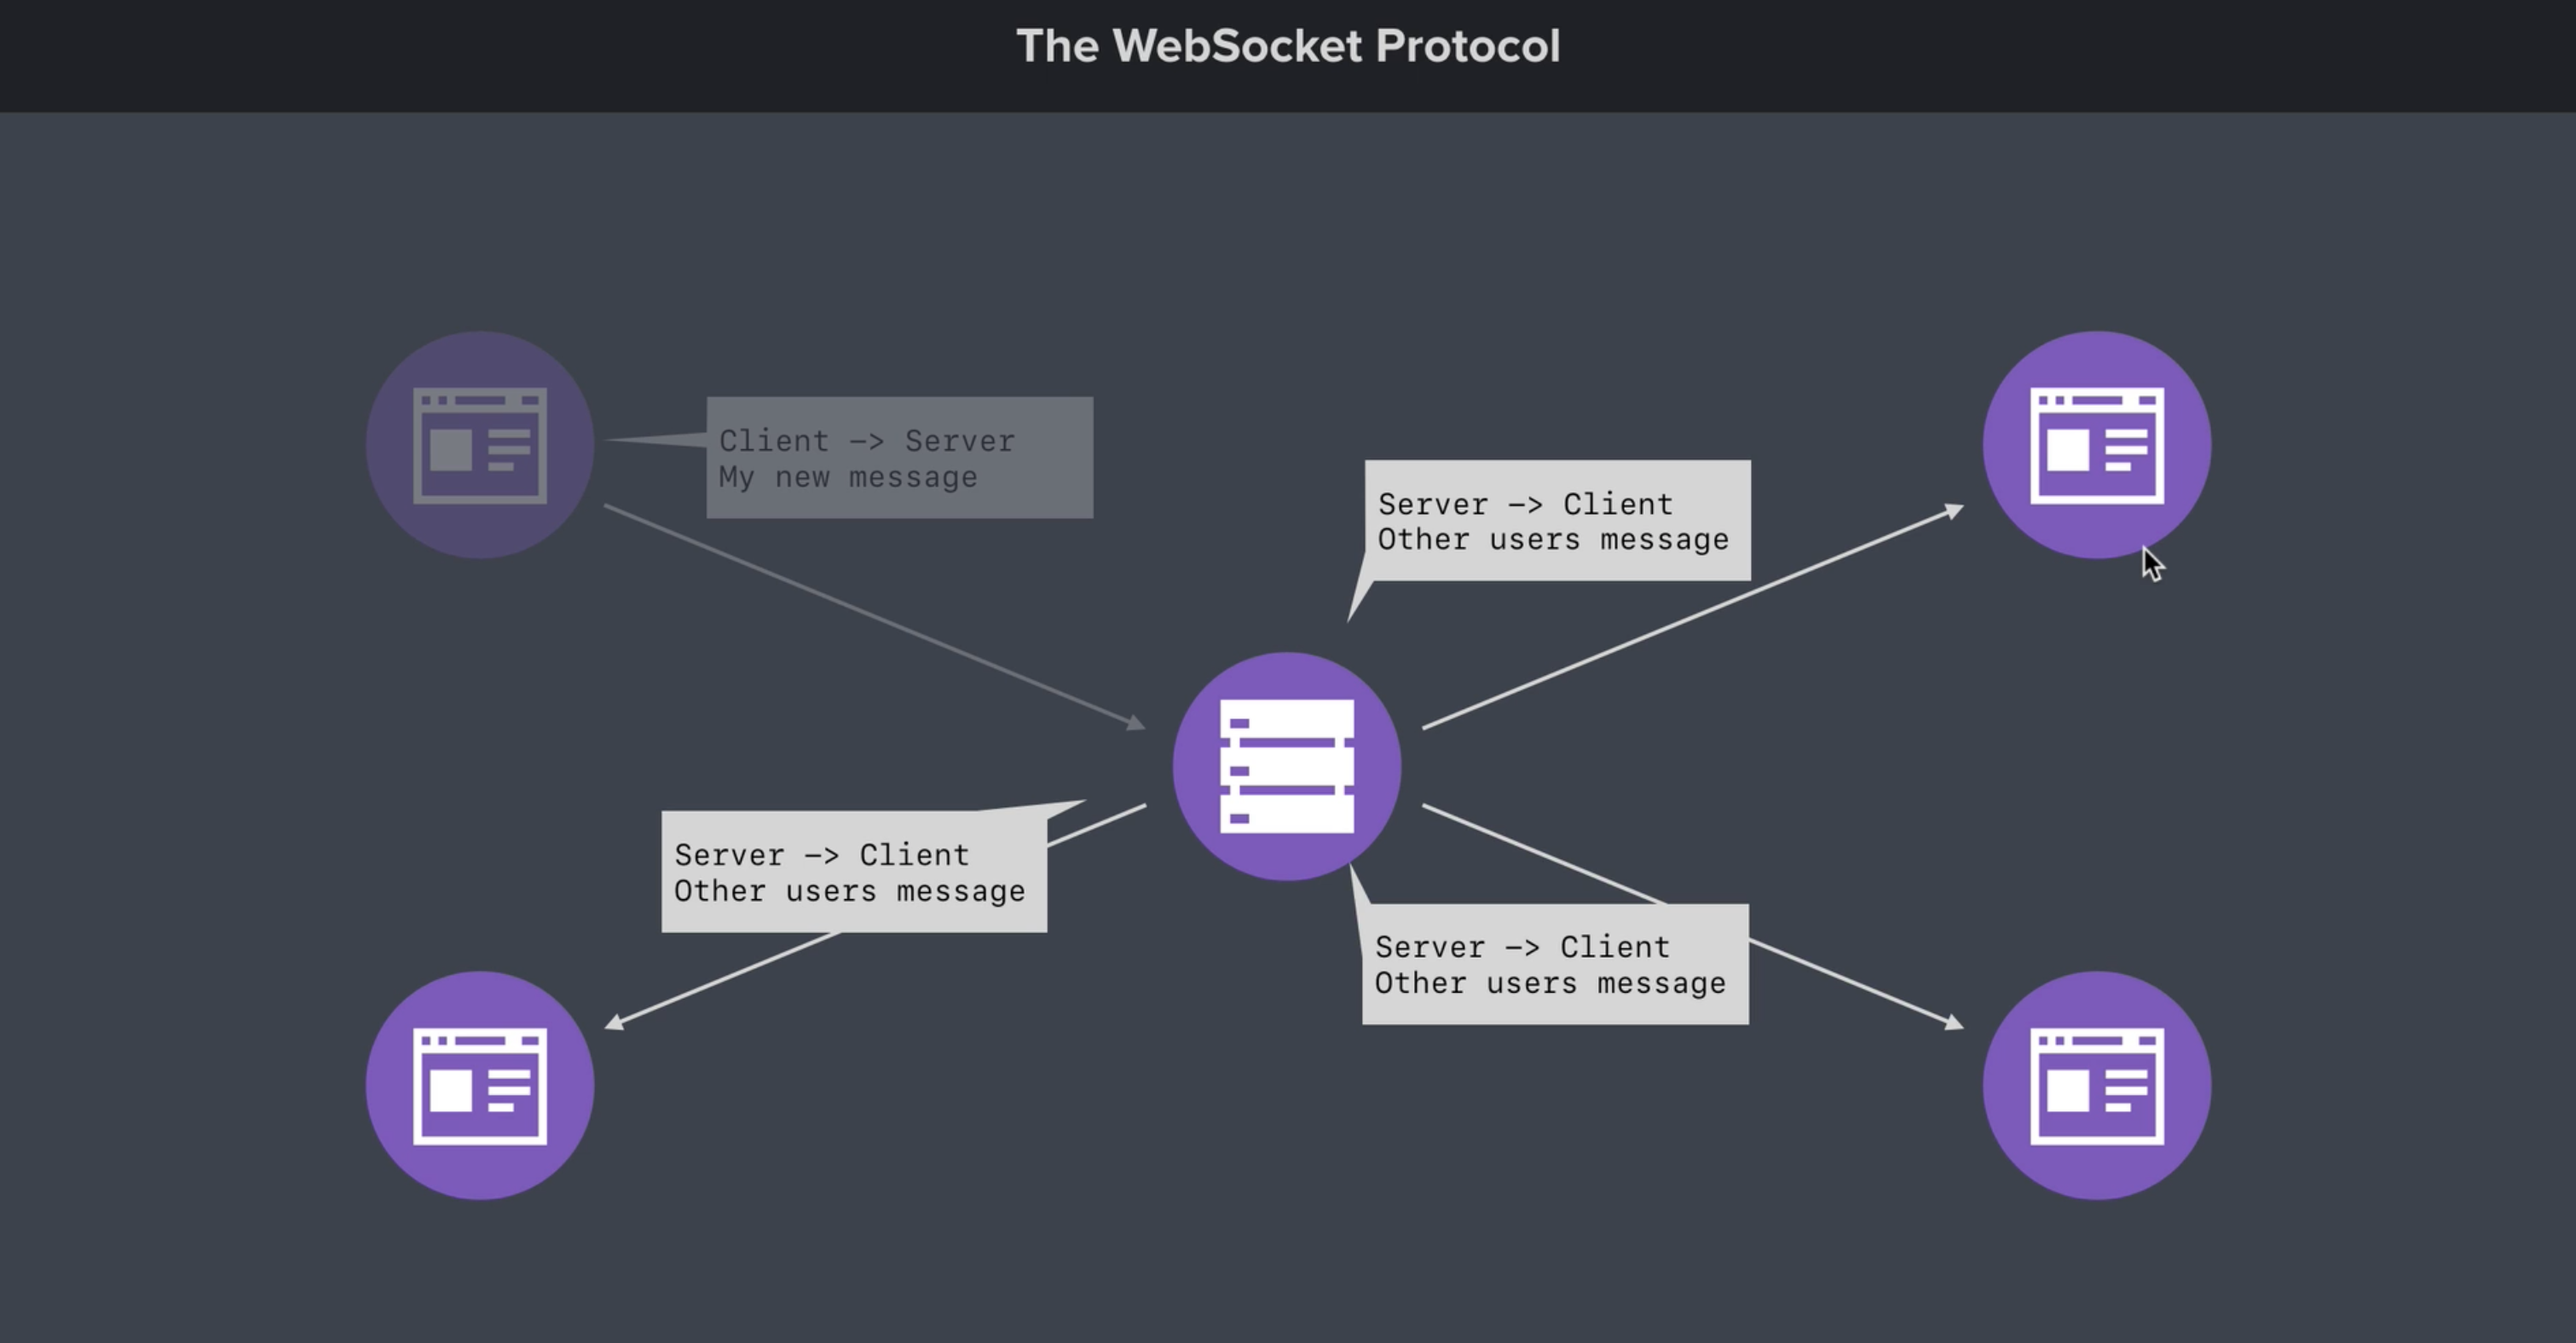 The WebSocket Protocol
Client —> Server
My new message
Server —> Client
Other users message
Server —> Client
Other users message
Server —> Client
Other users message